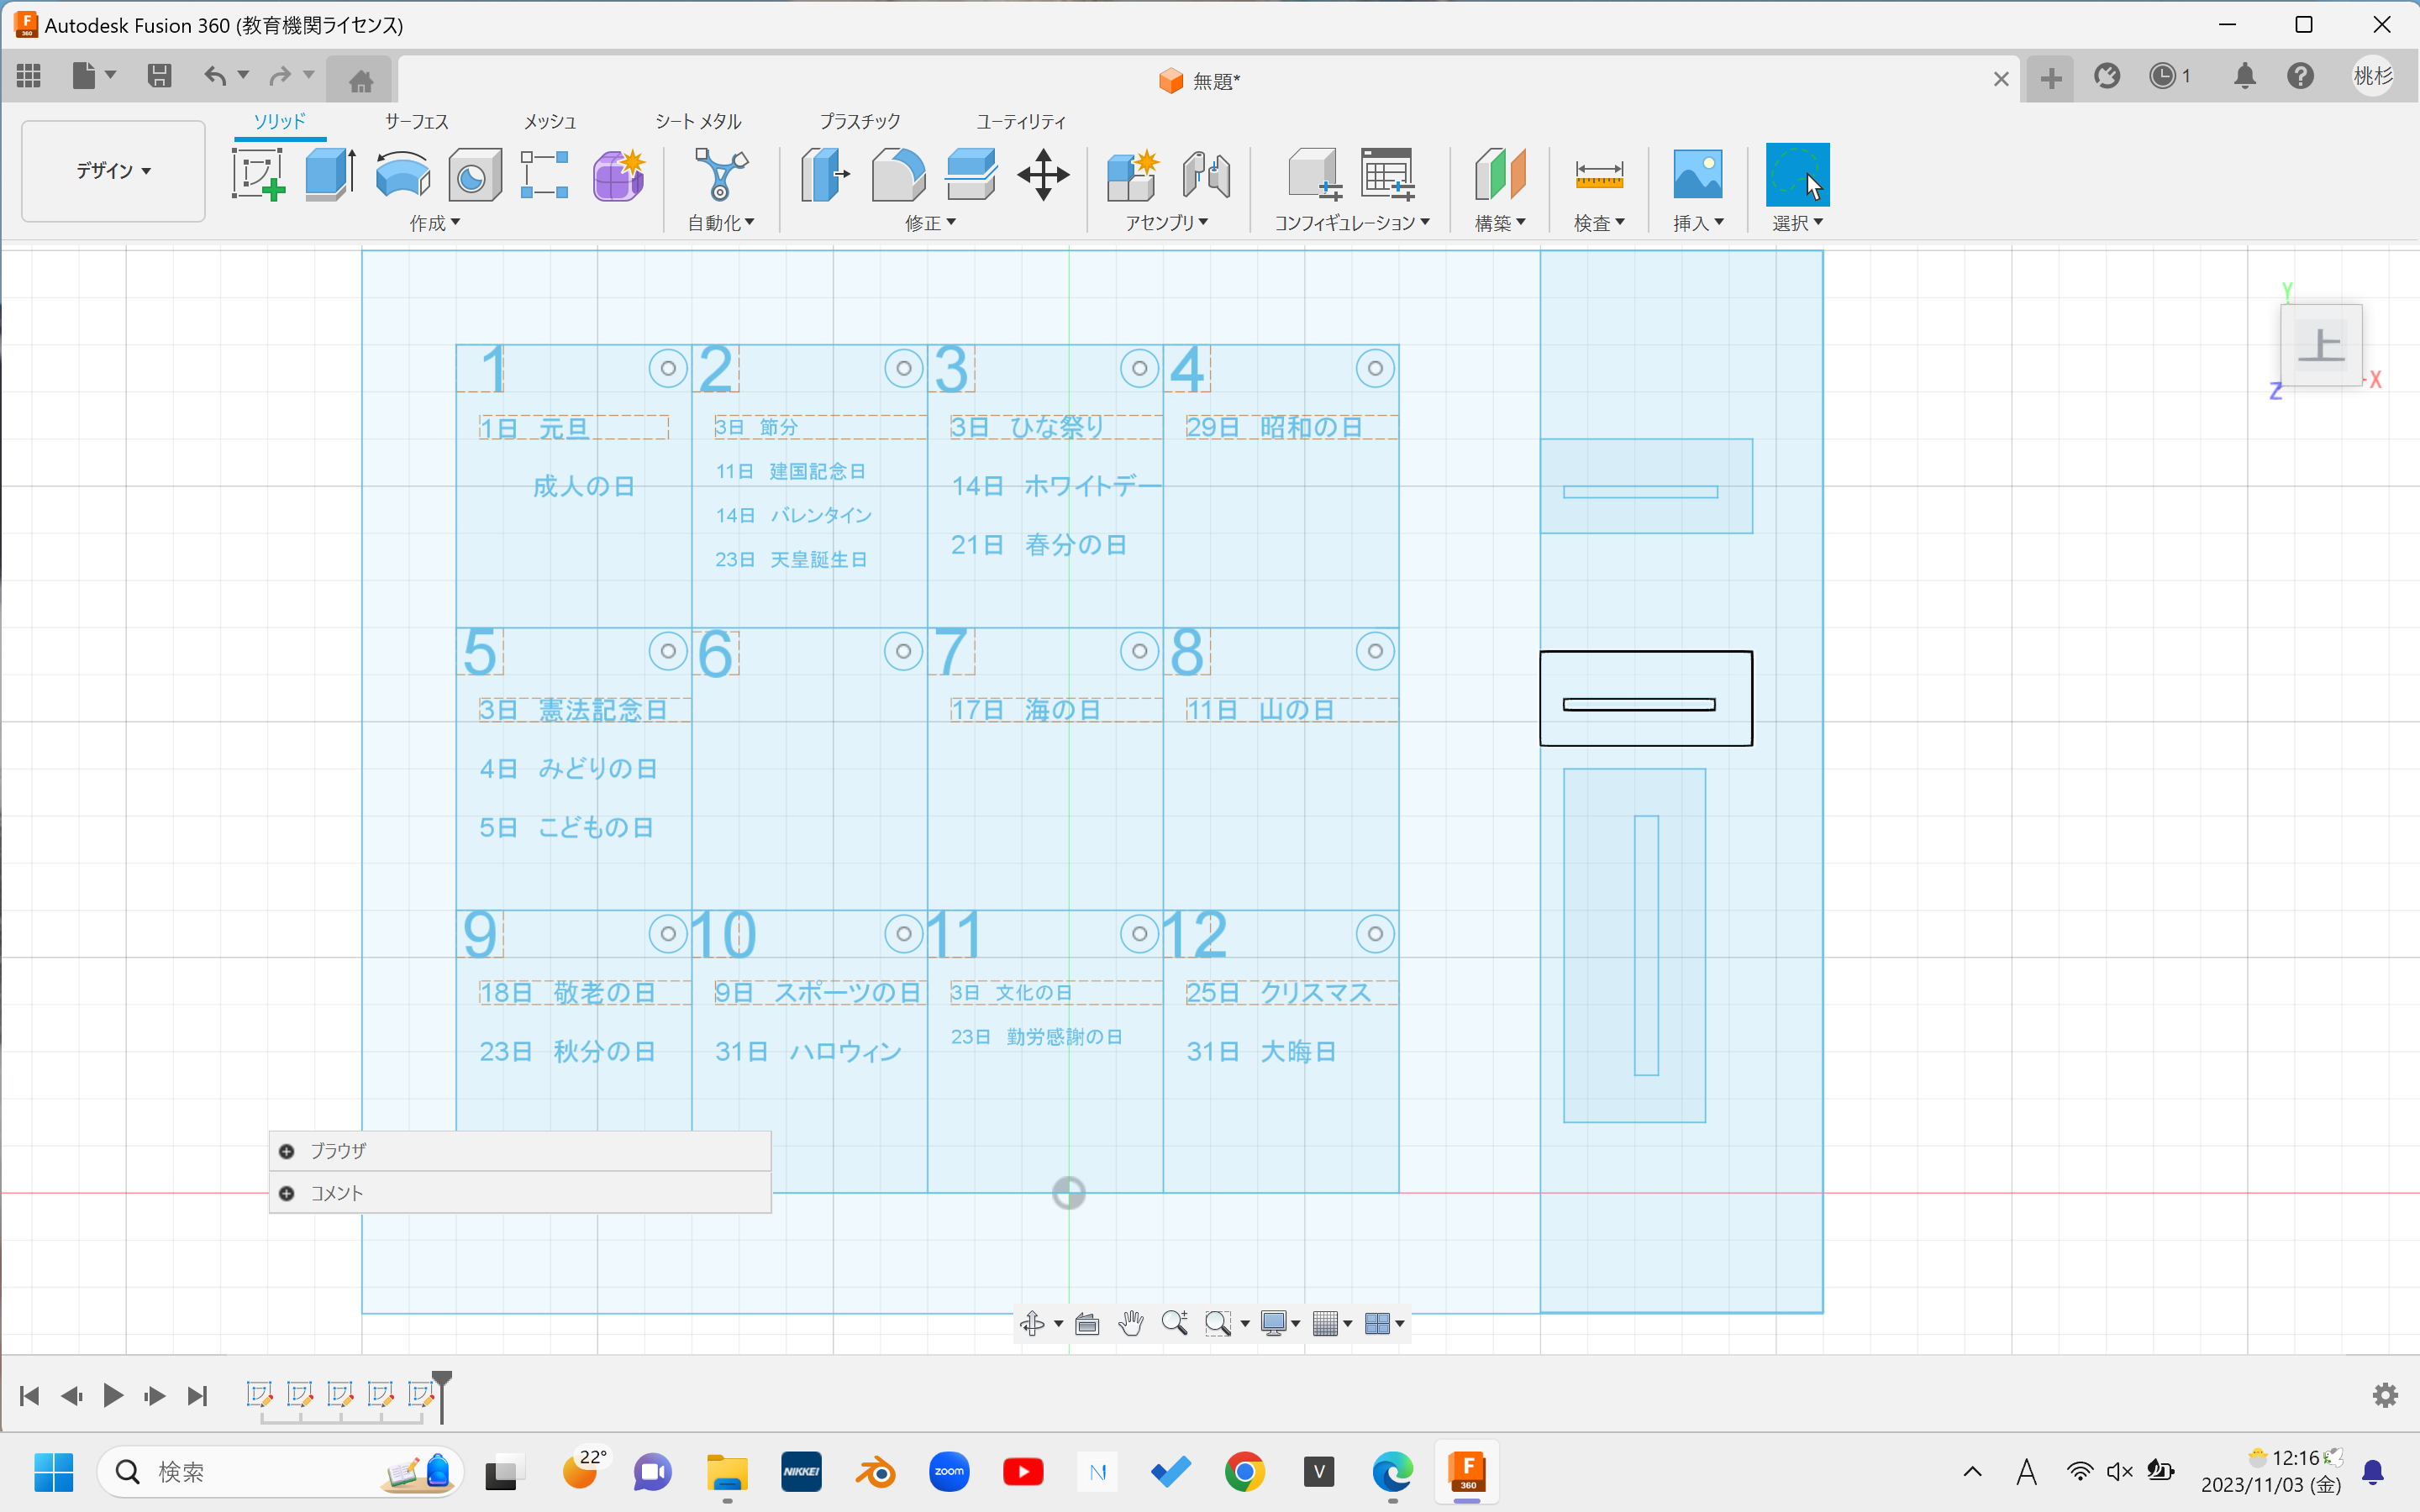 Autodesk Fusion 360 (教育機関ライセンス)
無題*
1
桃杉
デザイン
ソリッド
サーフェス
メッシュ
シート メタル
プラスチック
ユーティリティ
作成
自動化
修正
アセンブリ
コンフィギュレーション
構築
検査
挿入
選択
Y
上
Z
X
1
1日 元旦
成人の日
2
3日 節分
11日 建国記念日
14日 バレンタイン
23日 天皇誕生日
3
3日 ひな祭り
14日 ホワイトデー
21日 春分の日
4
29日 昭和の日
5
3日 憲法記念日
4日 みどりの日
5日 こどもの日
6
7
17日 海の日
8
11日 山の日
9
18日 敬老の日
23日 秋分の日
10
9日 スポーツの日
31日 ハロウィン
11
3日 文化の日
23日 勤労感謝の日
12
25日 クリスマス
31日 大晦日
ブラウザ
コメント
検索
22°
NIKKEI
zoom
N
V
F
360
A
12:16
2023/11/03 (金)